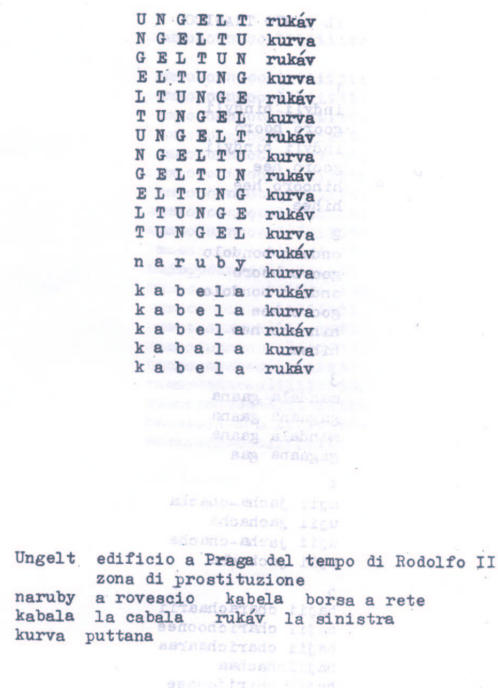 U N G E L T rukáv
N G E L T U kurva
G E L T U N rukáv
E L T U N G kurva
L T U N G E rukáv
T U N G E L kurva
U N G E L T rukáv
N G E L T U kurva
G E L T U N rukáv
E L T U N G kurva
L T U N G E rukáv
T U N G E L kurva
rukáv
n a r u b y
kurva
k a b e l a rukáv
k a b e l a kurva
k a b e l a rukáv
k a b a l a kurva
k a b e l a rukáv
Ungelt edificio a Praga del tempo di Rodolfo II
zona di prostituzione
naruby a rovescio kabela borsa a rete
kabala la cabala rukáv la sinistra
kurva puttana